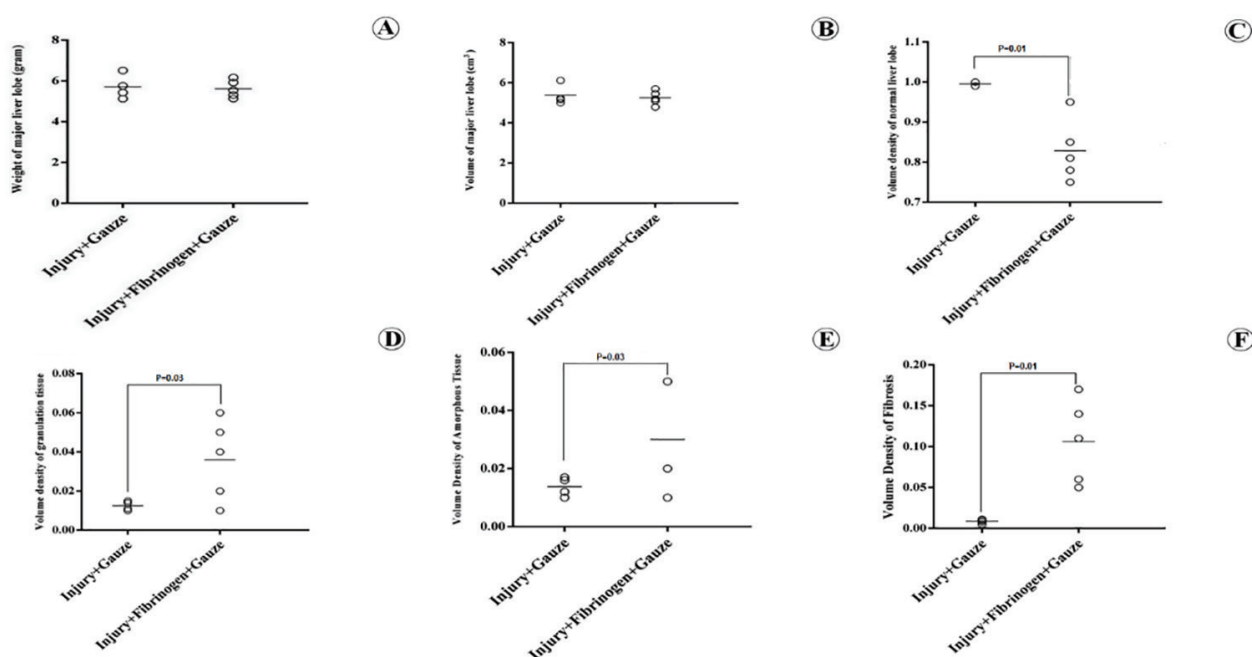 A
Weight of major liver lobe (gram)
8
6
4
2
0
Injury+Gauze
Injury+Fibrinogen+Gauze
B
Volume of major liver lobe (cm³)
8
6
4
2
0
Injury+Gauze
Injury+Fibrinogen+Gauze
C
Volume density of normal liver lobe
1.1
1.0
0.9
0.8
0.7
P=0.01
Injury+Gauze
Injury+Fibrinogen+Gauze
D
Volume density of granulation tissue
0.08
0.06
0.04
0.02
0.00
P=0.03
Injury+Gauze
Injury+Fibrinogen+Gauze
E
Volume Density of Amorphous Tissue
0.06
0.04
0.02
0.00
P=0.03
Injury+Gauze
Injury+Fibrinogen+Gauze
F
Volume Density of Fibrosis
0.20
0.15
0.10
0.05
0.00
P=0.01
Injury+Gauze
Injury+Fibrinogen+Gauze